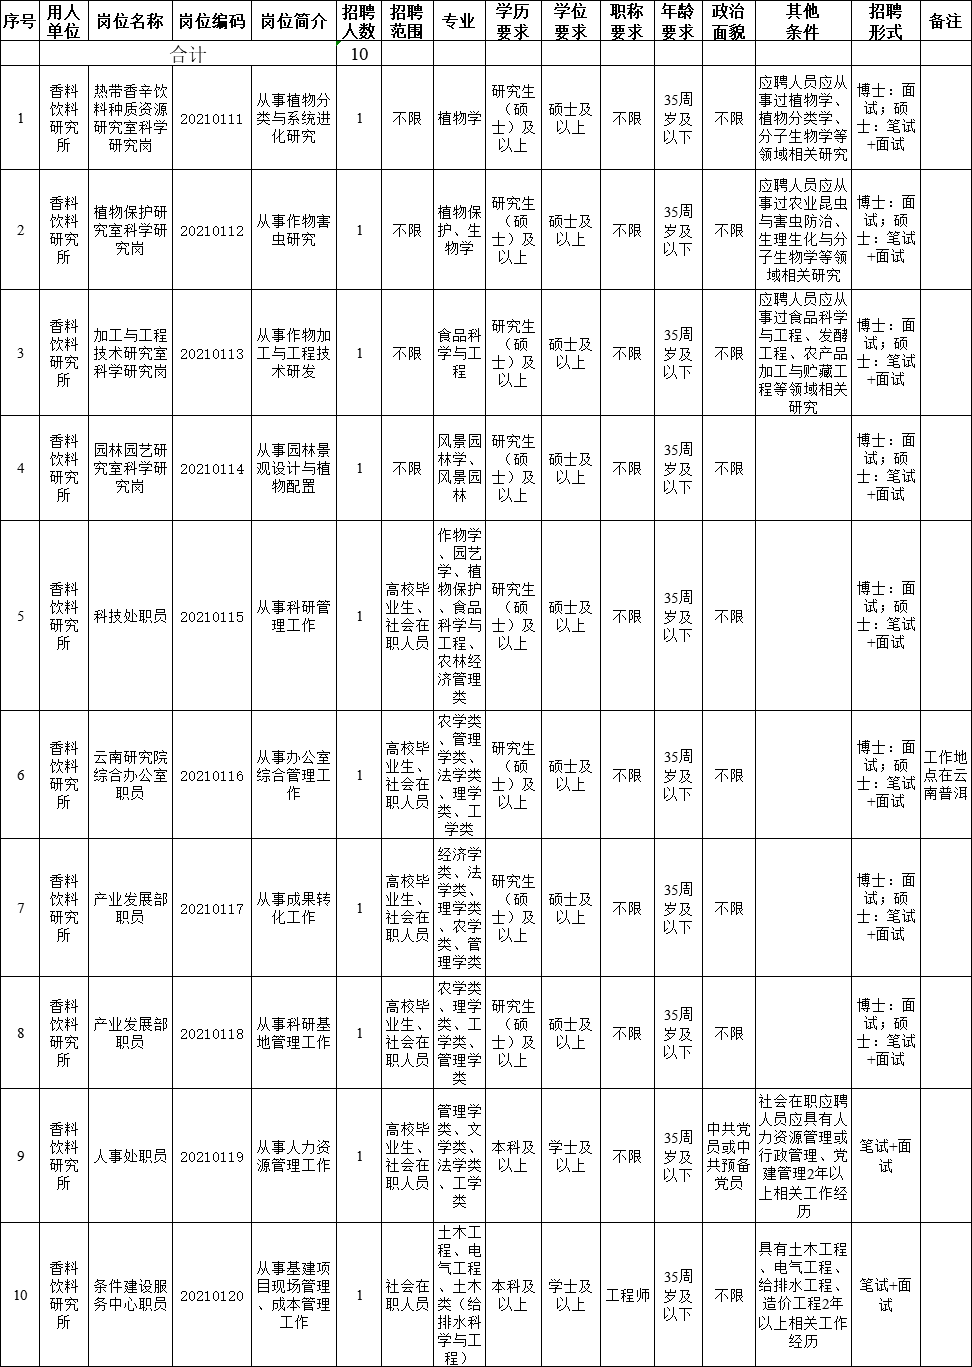 序号 用人单位 岗位名称 岗位编码 岗位简介 招聘人数 招聘范围 专业 学历要求 学位要求 职称要求 年龄要求 政治面貌 其他条件 招聘形式 备注
合计 10
1 香料饮料研究所 热带香辛饮料种质资源研究室科学研究岗 20210111 从事植物分类与系统进化研究 1 不限 植物学 研究生（硕士）及以上 硕士及以上 不限 35周岁及以下 不限 应聘人员应从事过植物学、植物分类学、分子生物学等领域相关研究 博士：面试；硕士：笔试+面试
2 香料饮料研究所 植物保护研究室科学研究岗 20210112 从事作物害虫研究 1 不限 植物保护、生物学 研究生（硕士）及以上 硕士及以上 不限 35周岁及以下 不限 应聘人员应从事过农业昆虫与害虫防治、生理生化与分子生物学等领域相关研究 博士：面试；硕士：笔试+面试
3 香料饮料研究所 加工与工程技术研究室科学研究岗 20210113 从事作物加工与工程技术研发 1 不限 食品科学与工程 研究生（硕士）及以上 硕士及以上 不限 35周岁及以下 不限 应聘人员应从事过食品科学与工程、发酵工程、农产品加工与贮藏工程等领域相关研究 博士：面试；硕士：笔试+面试
4 香料饮料研究所 园林园艺研究室科学研究岗 20210114 从事园林景观设计与植物配置 1 不限 风景园林学、风景园林 研究生（硕士）及以上 硕士及以上 不限 35周岁及以下 不限 博士：面试；硕士：笔试+面试
5 香料饮料研究所 科技处职员 20210115 从事科研管理工作 1 高校毕业生、社会在职人员 作物学、园艺学、植物保护、食品科学与工程、农林经济管理类 研究生（硕士）及以上 硕士及以上 不限 35周岁及以下 不限 博士：面试；硕士：笔试+面试
6 香料饮料研究所 云南研究院综合办公室职员 20210116 从事办公室综合管理工作 1 高校毕业生、社会在职人员 农学类、管理学类、法学类、理学类、工学类 研究生（硕士）及以上 硕士及以上 不限 35周岁及以下 不限 博士：面试；硕士：笔试+面试 工作地点在云南普洱
7 香料饮料研究所 产业发展部职员 20210117 从事成果转化工作 1 高校毕业生、社会在职人员 经济学类、法学类、理学类、农学类、管理学类 研究生（硕士）及以上 硕士及以上 不限 35周岁及以下 不限 博士：面试；硕士：笔试+面试
8 香料饮料研究所 产业发展部职员 20210118 从事科研基地管理工作 1 高校毕业生、社会在职人员 农学类、理学类、工学类、管理学类 研究生（硕士）及以上 硕士及以上 不限 35周岁及以下 不限 博士：面试；硕士：笔试+面试
9 香料饮料研究所 人事处职员 20210119 从事人力资源管理工作 1 高校毕业生、社会在职人员 管理学类、文学类、法学类、工学类 本科及以上 学士及以上 不限 35周岁及以下 中共党员或中共预备党员 社会在职应聘人员应具有人力资源管理或行政管理、党建管理2年以上相关工作经历 笔试+面试
10 香料饮料研究所 条件建设服务中心职员 20210120 从事基建项目现场管理、成本管理工作 1 社会在职人员 土木工程、电气工程、土木类（给排水科学与工程） 本科及以上 学士及以上 工程师 35周岁及以下 不限 具有土木工程、电气工程、给排水工程、造价工程2年以上相关工作经历 笔试+面试